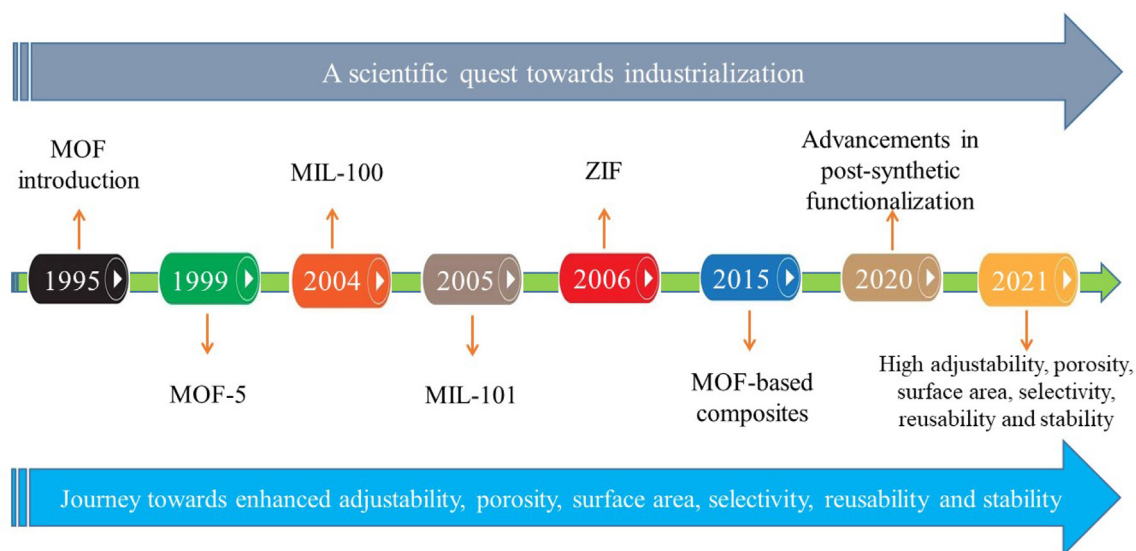 A scientific quest towards industrialization
MOF
introduction
MIL-100
ZIF
Advancements in
post-synthetic
functionalization
1995
1999
2004
2005
2006
2015
2020
2021
MOF-5
MIL-101
MOF-based
composites
High adjustability, porosity,
surface area, selectivity,
reusability and stability
Journey towards enhanced adjustability, porosity, surface area, selectivity, reusability and stability